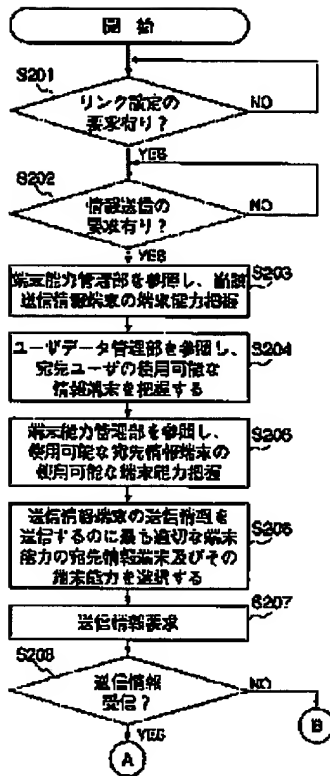 開始
S201
リンク設定の
要求有り?
NO
YES
S202
情報送信の
要求有り?
NO
YES
端末能力管理部を参照し、当該
送信情報端末の端末能力把握
S203
ユーザデータ管理部を参照し、
宛先ユーザの使用可能な
情報端末を把握する
S204
端末能力管理部を参照し、
使用可能な宛先情報端末の
使用可能な端末能力把握
S205
送信情報端末の送信情報を
送信するのに最も適切な端末
能力の宛先情報端末及びその
端末能力を選択する
S206
送信情報要求
S207
S208
送信情報
受信?
NO
B
YES
A